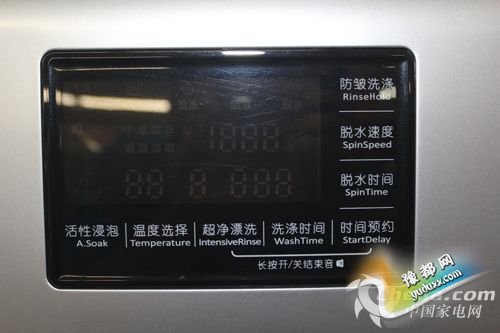 防皱洗涤
RinseHold
脱水速度
SpinSpeed
脱水时间
SpinTime
活性浸泡 温度选择 超净漂洗 洗涤时间 时间预约
A.Soak Temperature IntensiveRinse WashTime StartDelay
长按开/关结束音
豫都网
yuduxx.com
中国家电网